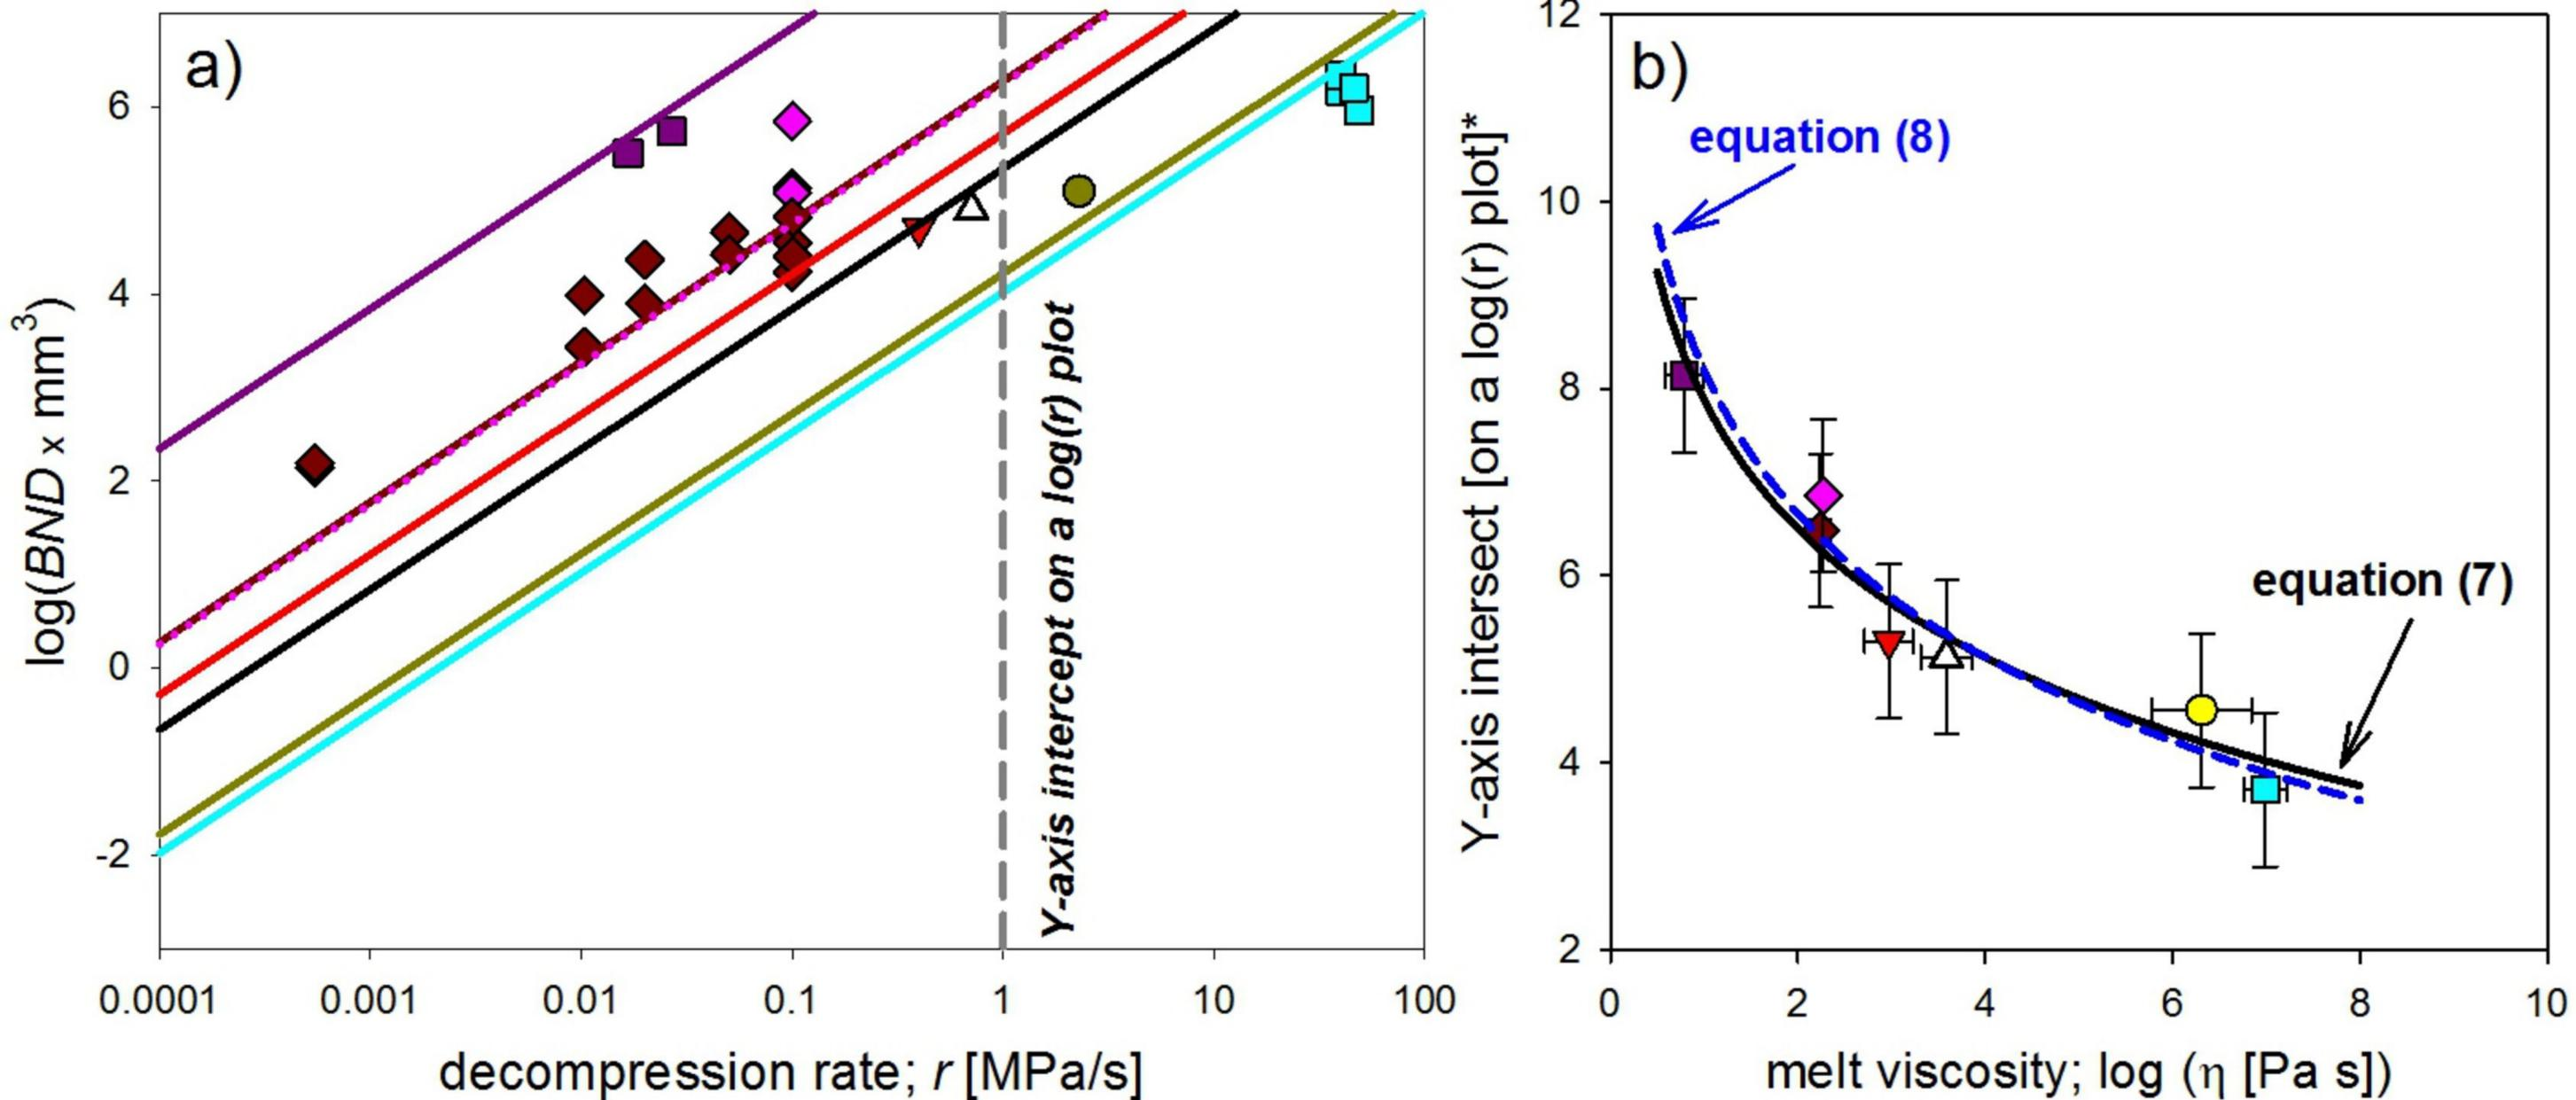 a)
log(BND x mm³)
6
4
2
0
-2
Y-axis intercept on a log(r) plot
0.0001 0.001 0.01 0.1 1 10 100
decompression rate; r [MPa/s]
b)
Y-axis intersect [on a log(r) plot]*
12
10
8
6
4
2
equation (8)
equation (7)
0 2 4 6 8 10
melt viscosity; log (η [Pa s])